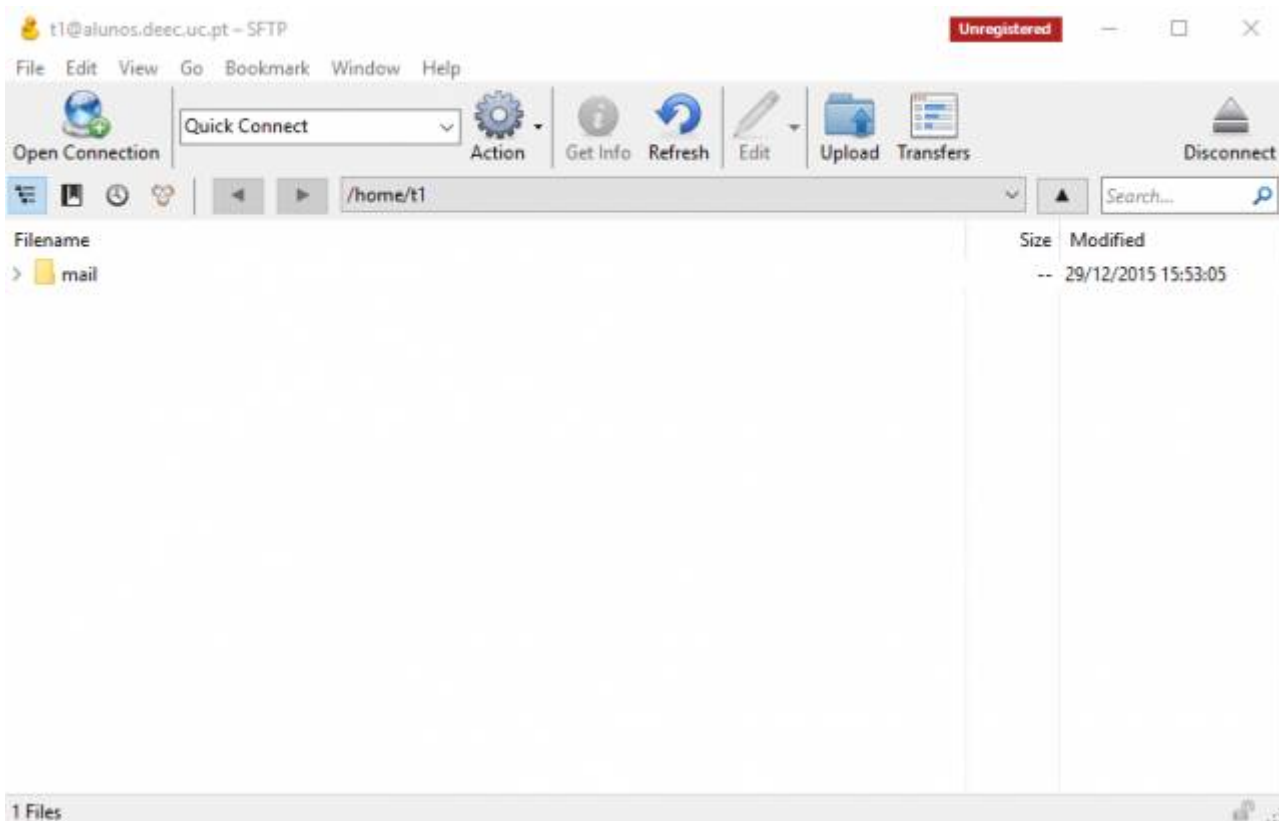 t1@alunos.deec.uc.pt – SFTP Unregistered
File Edit View Go Bookmark Window Help
Open Connection Quick Connect Action Get Info Refresh Edit Upload Transfers Disconnect
/home/t1 Search...
Filename Size Modified
mail -- 29/12/2015 15:53:05
1 Files